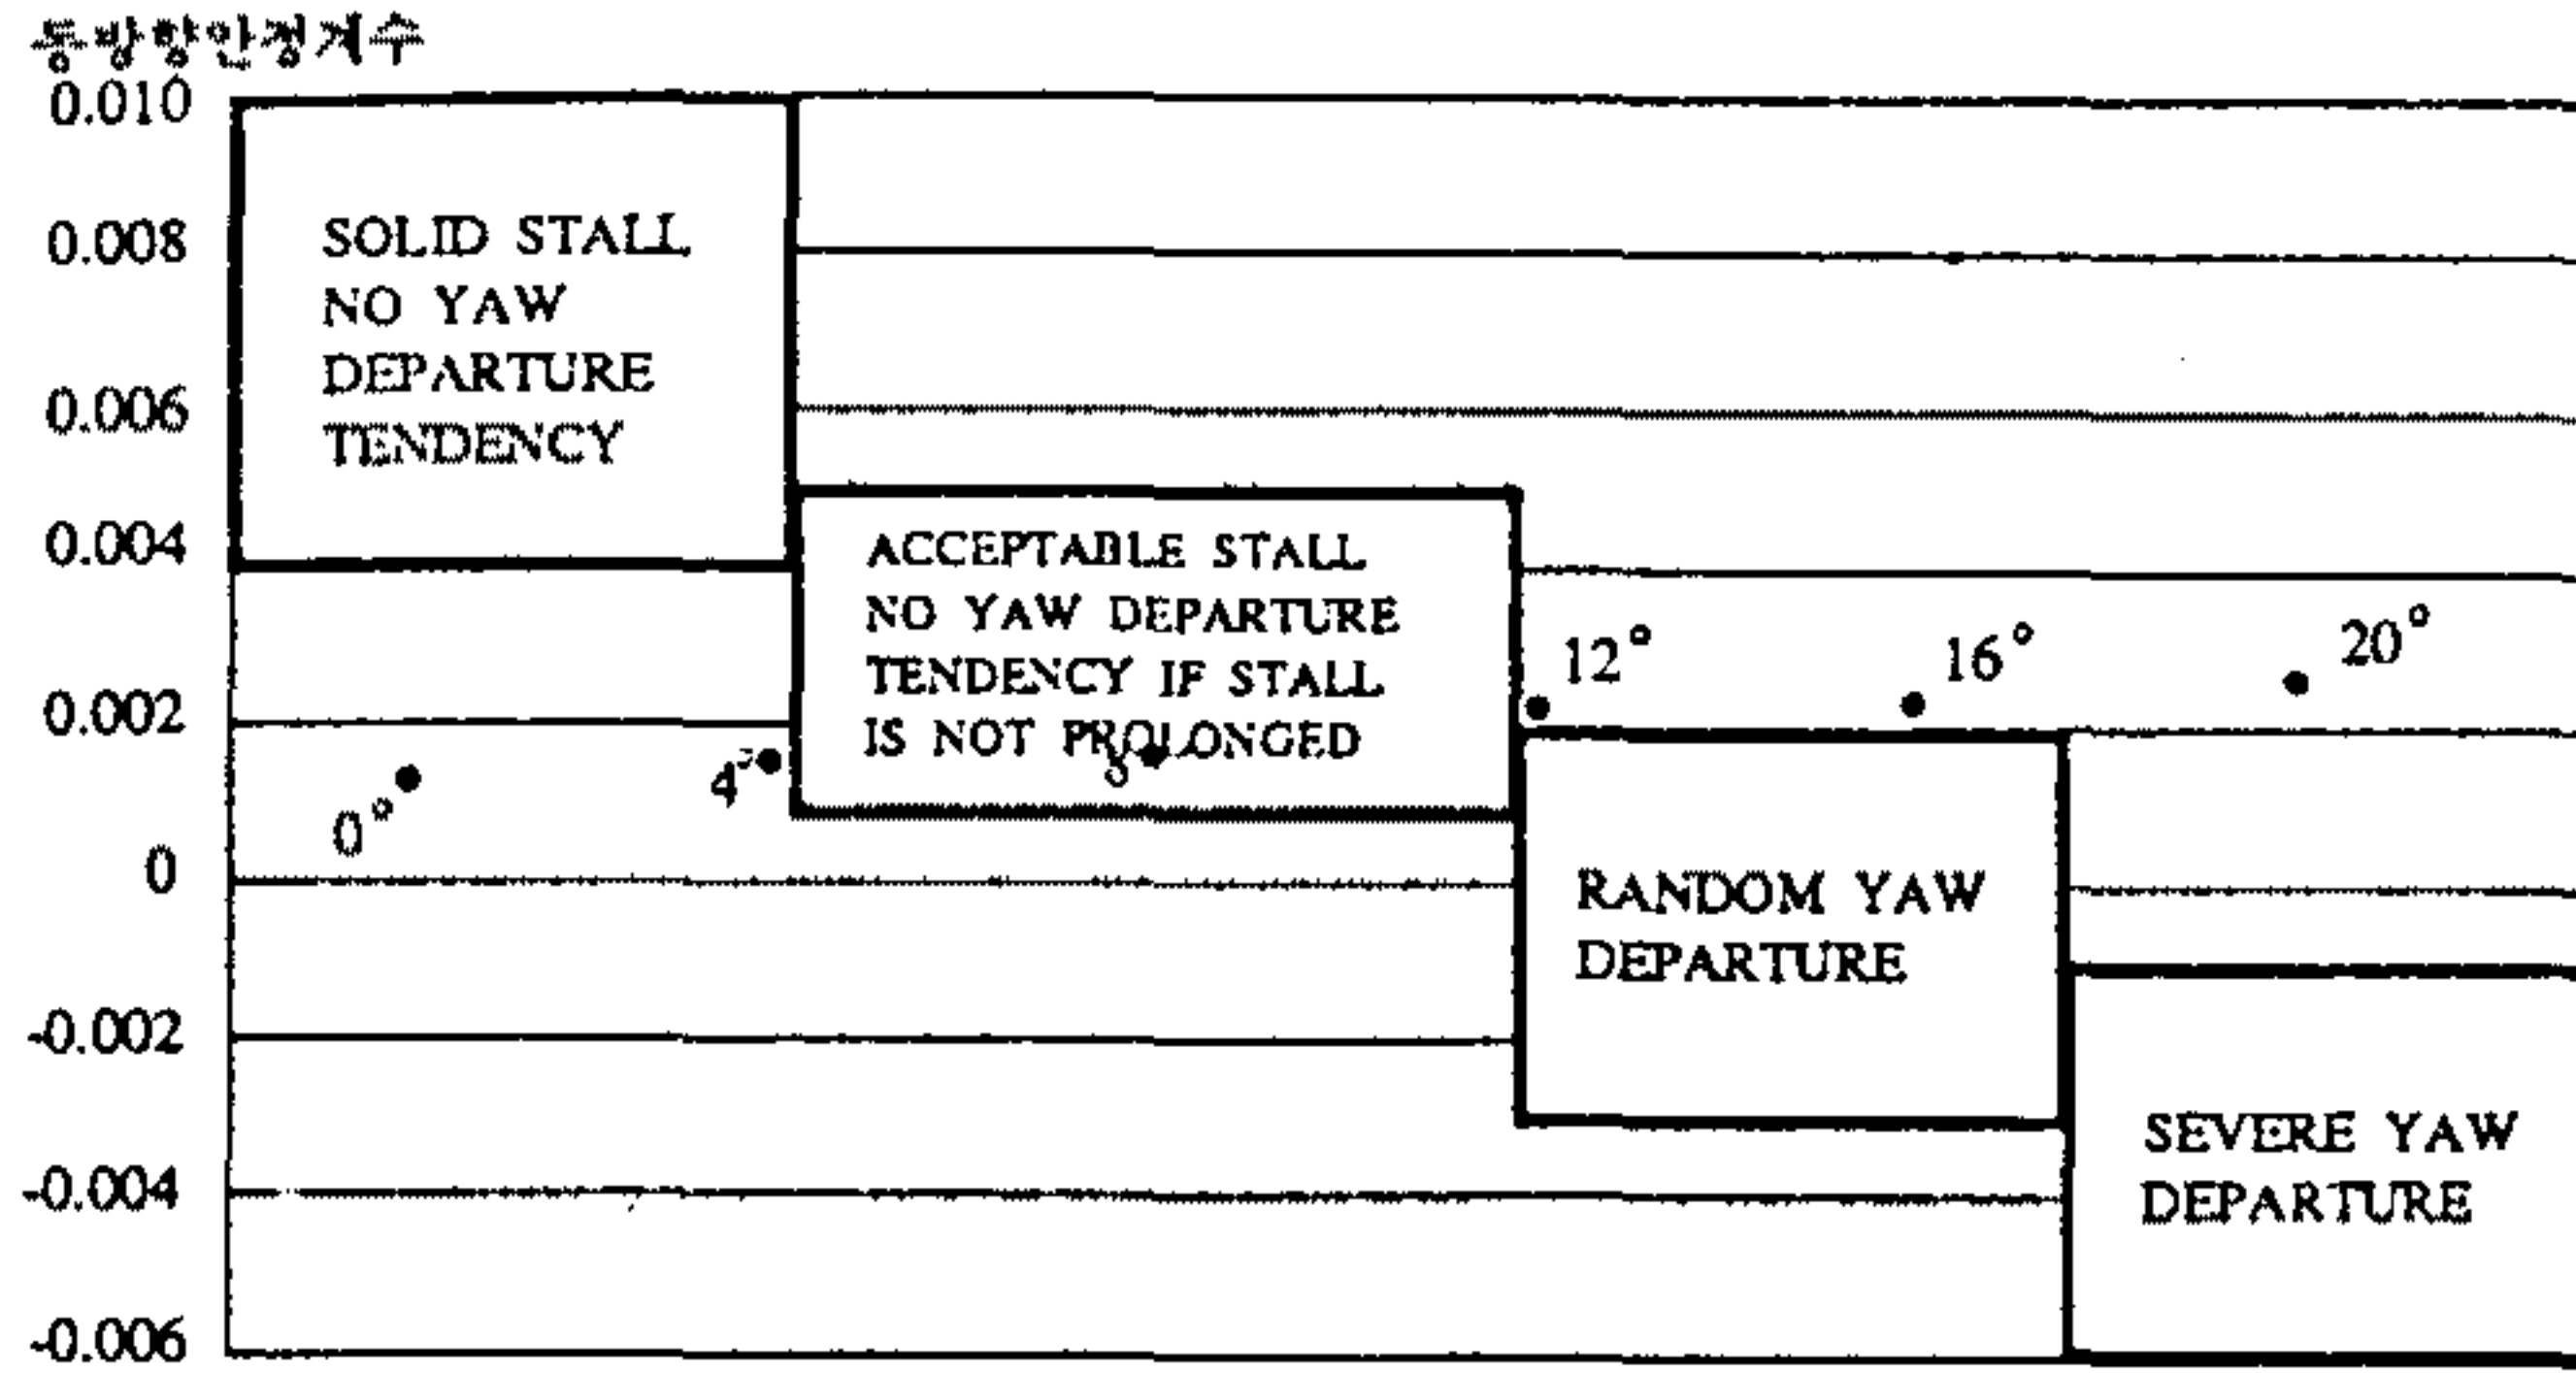 동방향안정계수
0.010
0.008
0.006
0.004
0.002
0
-0.002
-0.004
-0.006
SOLID STALL
NO YAW
DEPARTURE
TENDENCY
ACCEPTABLE STALL
NO YAW DEPARTURE
TENDENCY IF STALL
IS NOT PROLONGED
RANDOM YAW
DEPARTURE
SEVERE YAW
DEPARTURE
0°
4°
12°
16°
20°